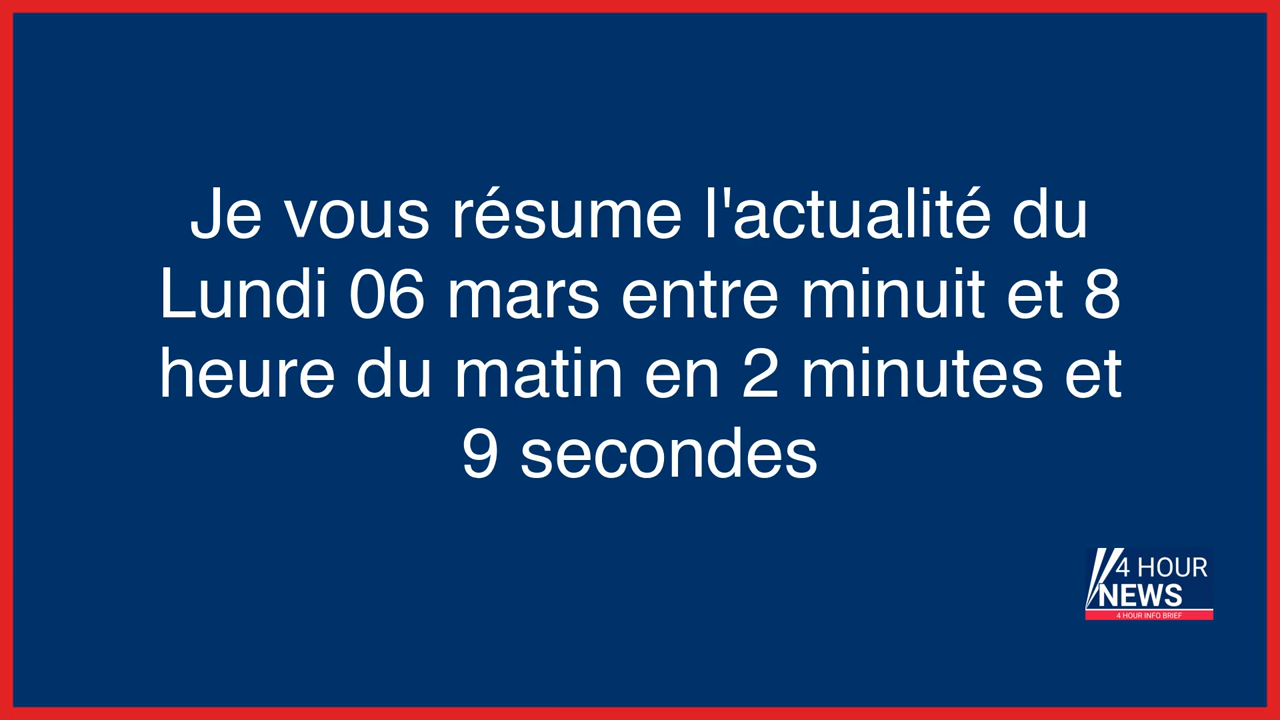 Je vous résume l'actualité du
Lundi 06 mars entre minuit et 8
heure du matin en 2 minutes et
9 secondes
4 HOUR
NEWS
4 HOUR INFO BRIEF